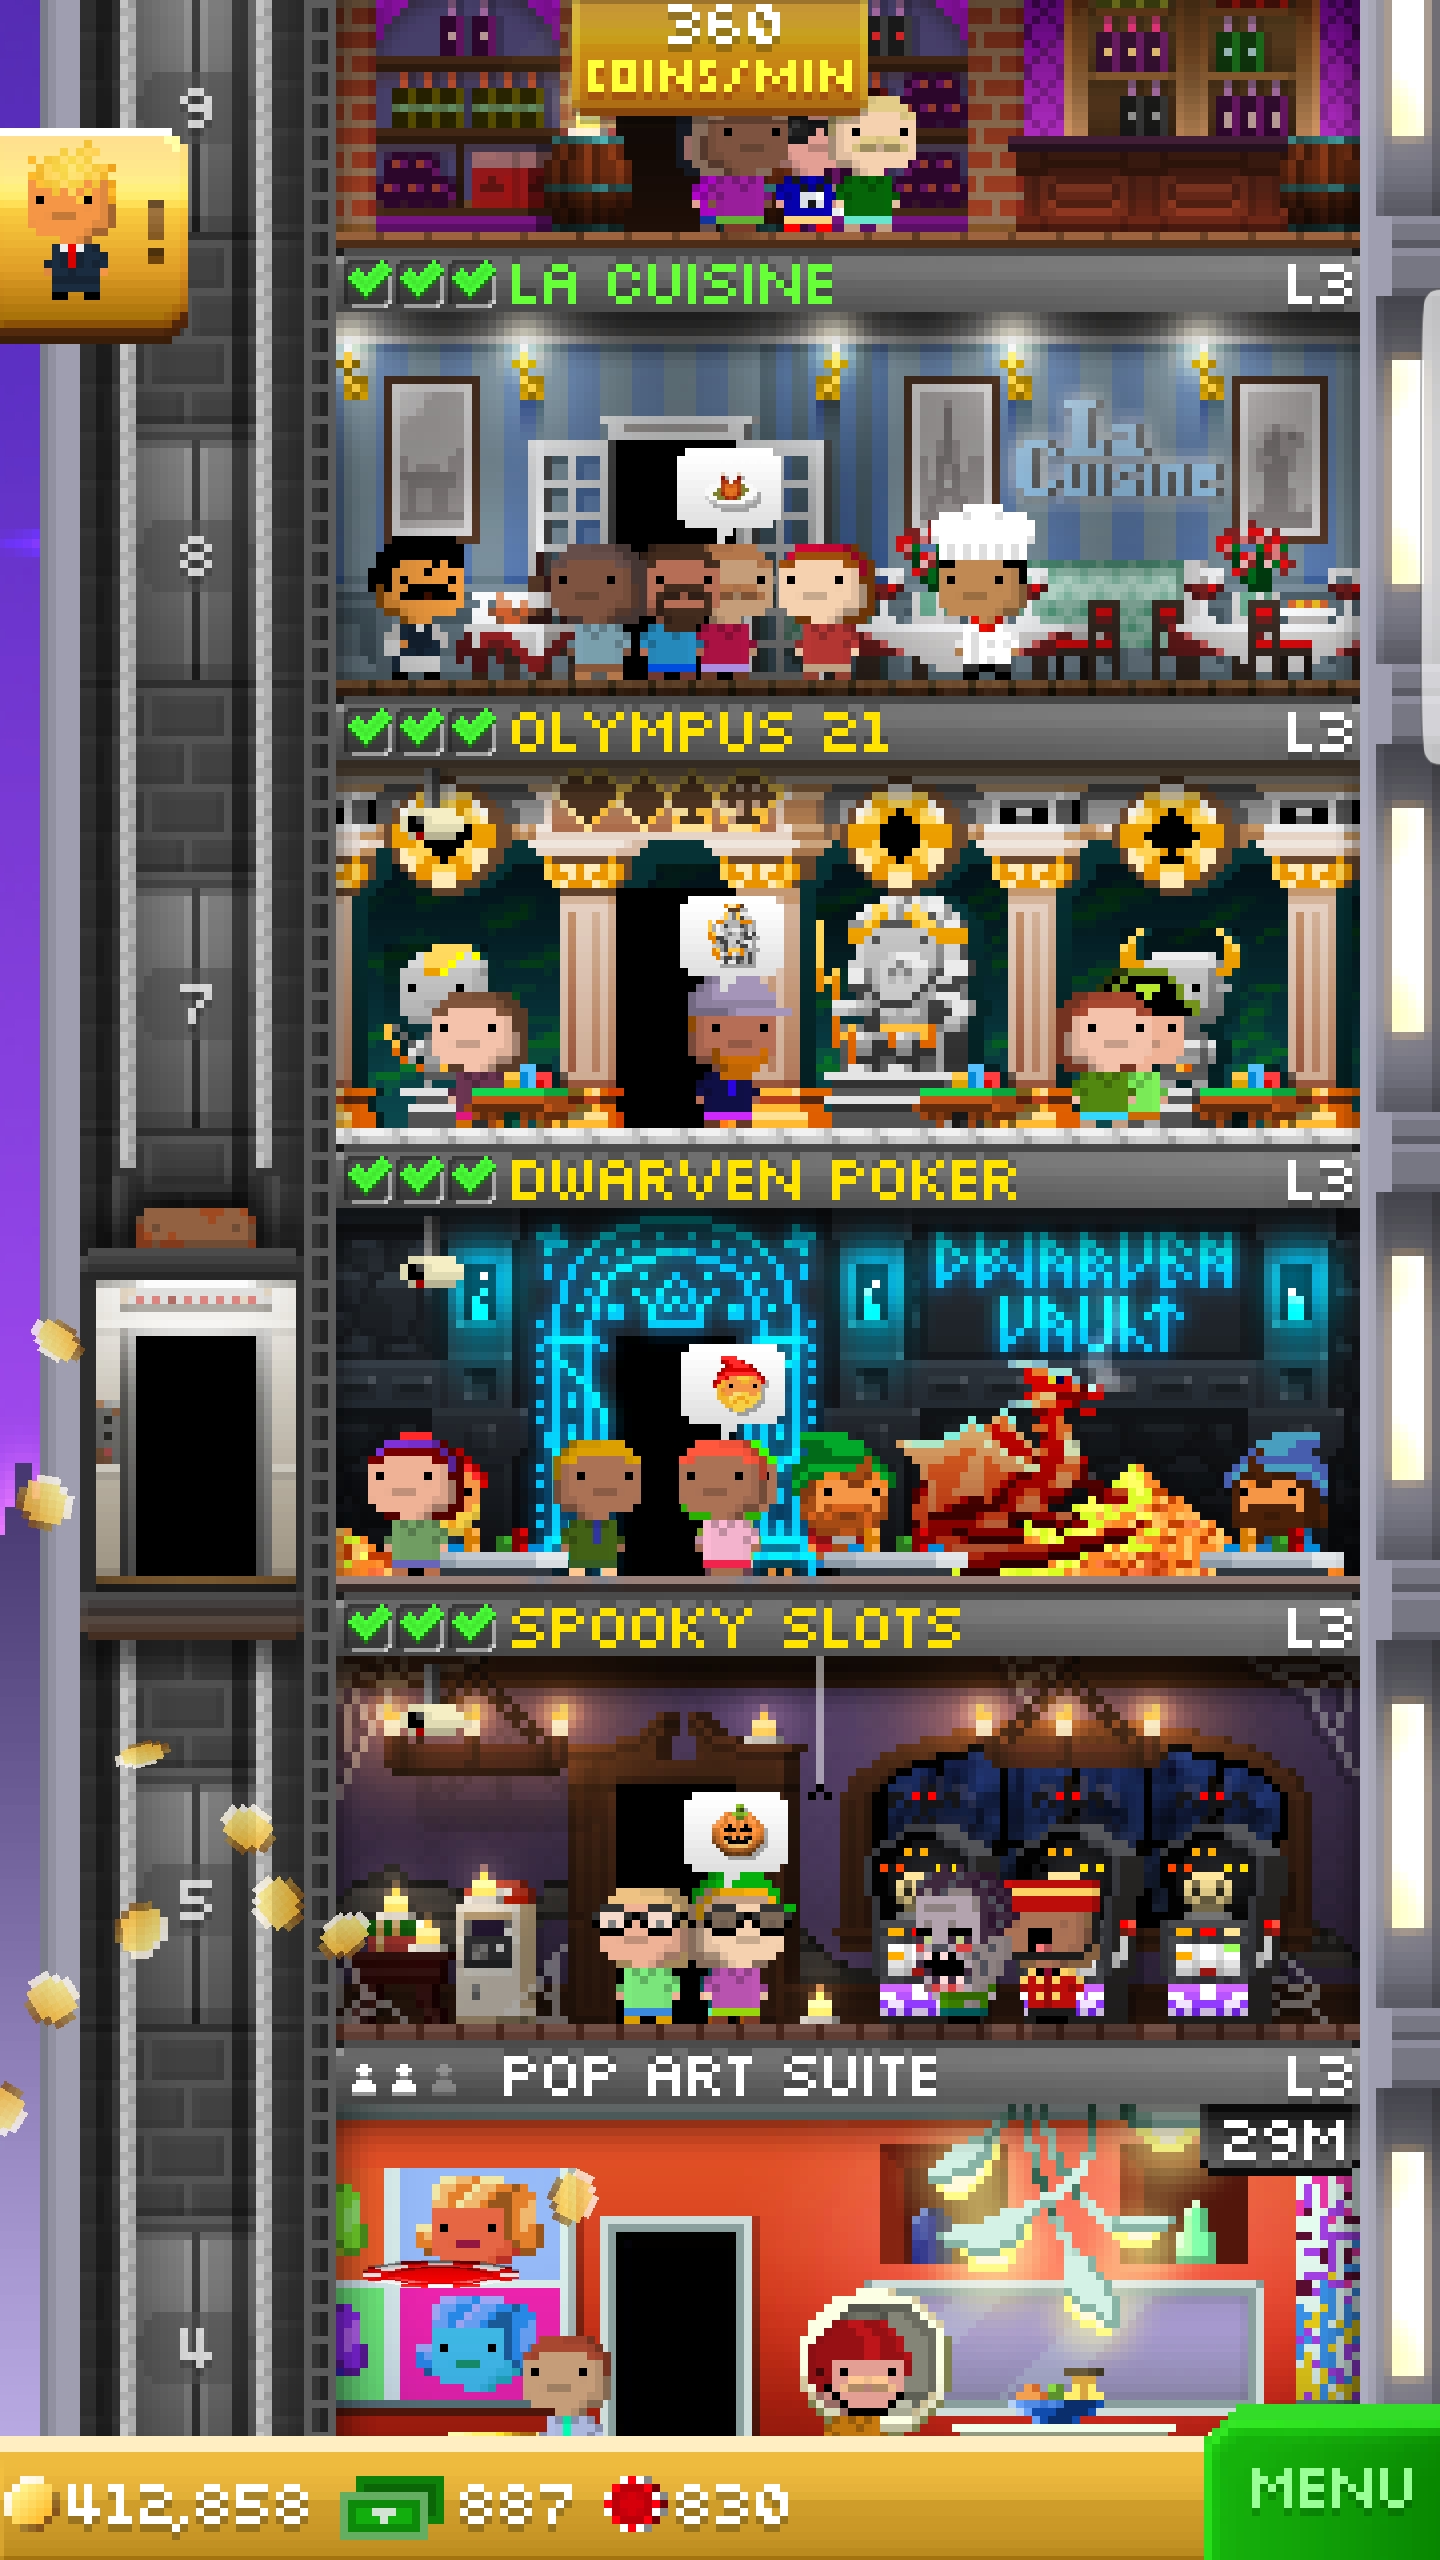 360
COINS/MIN
9
!
LA CUISINE L3
La
Cuisine
8
OLYMPUS 21 L3
7
DWARVEN POKER L3
DWARVEN
VAULT
SPOOKY SLOTS L3
5
POP ART SUITE L3
29M
4
412,858 887 830
MENU